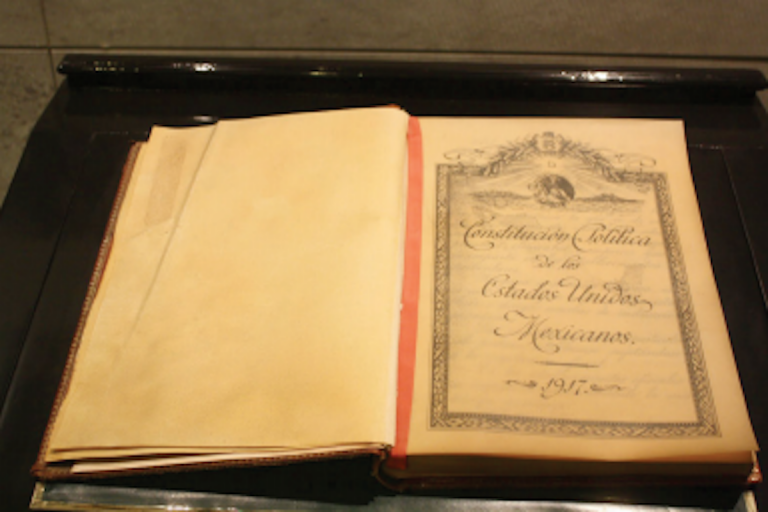 Constitución Política
de los
Estados Unidos
Mexicanos.
1917.